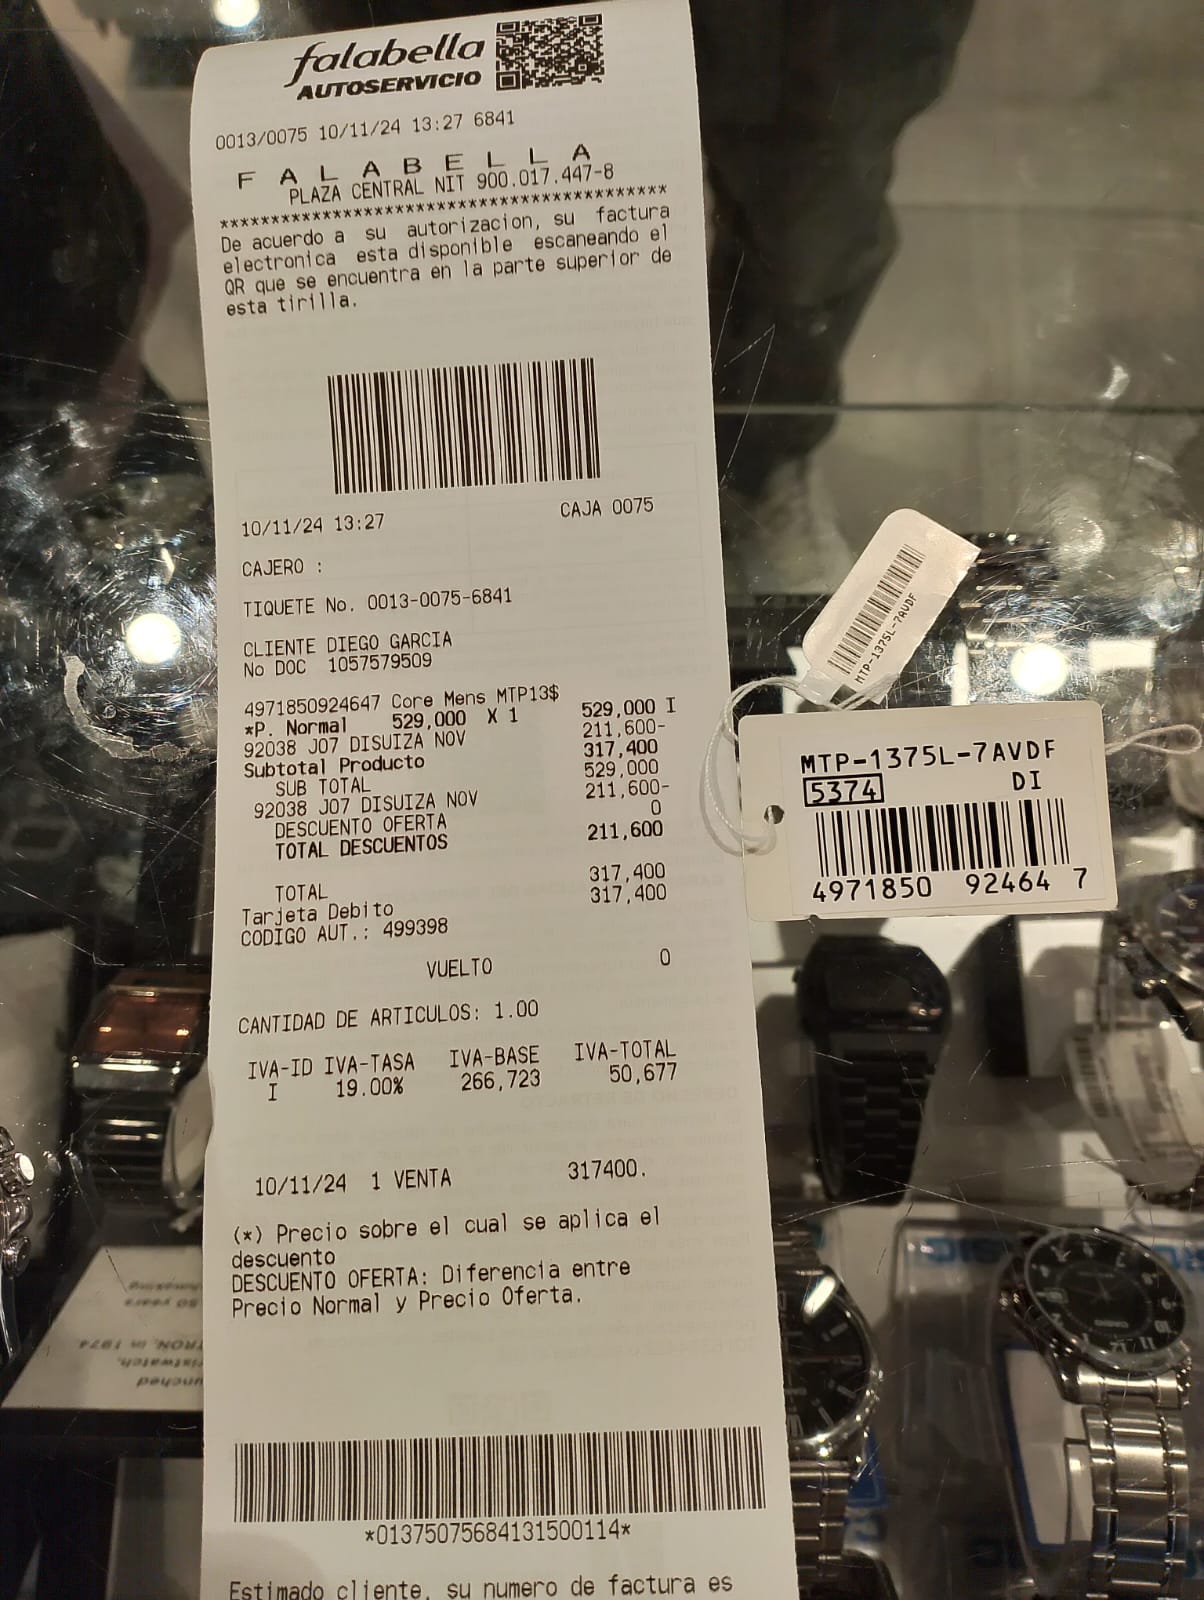 falabella
AUTOSERVICIO
0013/0075 10/11/24 13:27 6841
F A L A B E L L A
PLAZA CENTRAL NIT 900.017.447-8
********************************************
De acuerdo a su autorizacion, su factura
electronica esta disponible escaneando el
QR que se encuentra en la parte superior de
esta tirilla.
10/11/24 13:27 CAJA 0075
CAJERO :
TIQUETE No. 0013-0075-6841
CLIENTE DIEGO GARCIA
No DOC 1057579509
4971850924647 Core Mens MTP13$
*P. Normal 529,000 X 1 529,000 I
92038 J07 DISUIZA NOV 211,600-
Subtotal Producto 317,400
SUB TOTAL 529,000
92038 J07 DISUIZA NOV 211,600-
DESCUENTO OFERTA 0
TOTAL DESCUENTOS 211,600
TOTAL 317,400
Tarjeta Debito 317,400
CODIGO AUT.: 499398
VUELTO 0
CANTIDAD DE ARTICULOS: 1.00
IVA-ID IVA-TASA IVA-BASE IVA-TOTAL
I 19.00% 266,723 50,677
10/11/24 1 VENTA 317400.
(*) Precio sobre el cual se aplica el
descuento
DESCUENTO OFERTA: Diferencia entre
Precio Normal y Precio Oferta.
*01375075684131500114*
Estimado cliente, su numero de factura es
MTP-1375L-7AVDF
MTP-1375L-7AVDF
5374 DI
4971850 92464 7
CASIO